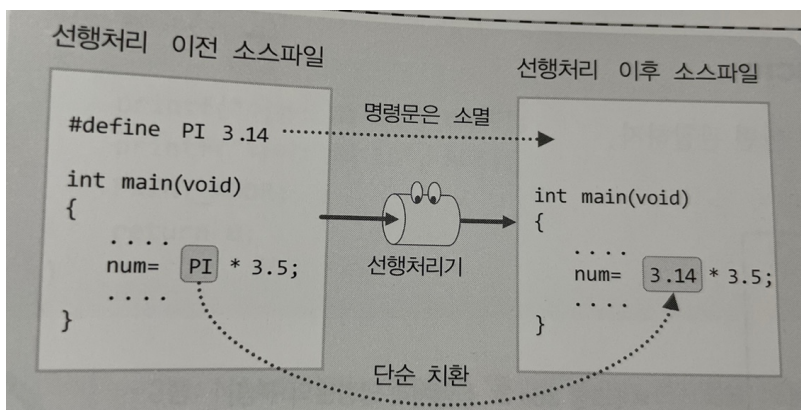 선행처리 이전 소스파일
#define PI 3.14
int main(void)
{
....
num= PI * 3.5;
....
}
명령문은 소멸
선행처리기
단순 치환
선행처리 이후 소스파일
int main(void)
{
....
num= 3.14 * 3.5;
....
}